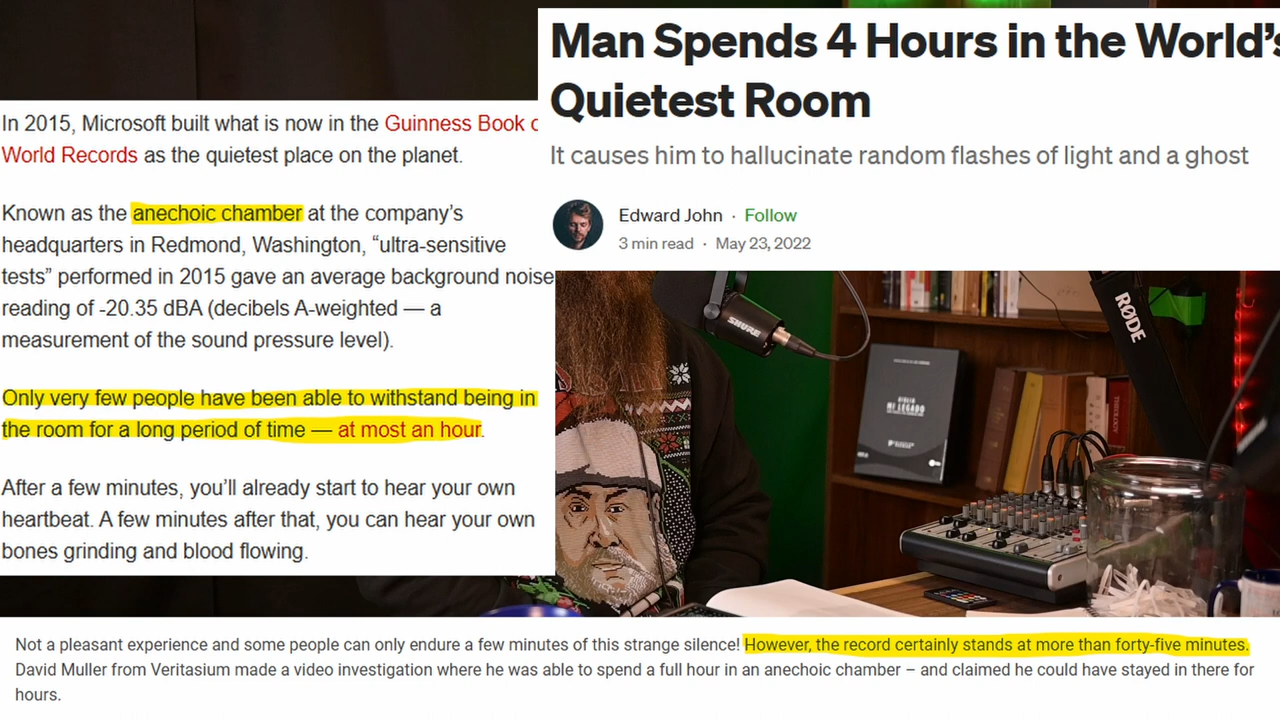 Man Spends 4 Hours in the World's
Quietest Room
It causes him to hallucinate random flashes of light and a ghost
Edward John · Follow
3 min read · May 23, 2022
In 2015, Microsoft built what is now in the Guinness Book
World Records as the quietest place on the planet.
Known as the anechoic chamber at the company's
headquarters in Redmond, Washington, “ultra-sensitive
tests” performed in 2015 gave an average background noise
reading of -20.35 dBA (decibels A-weighted — a
measurement of the sound pressure level).
Only very few people have been able to withstand being in
the room for a long period of time — at most an hour.
After a few minutes, you'll already start to hear your own
heartbeat. A few minutes after that, you can hear your own
bones grinding and blood flowing.
SHURE
RØDE
BIBLIA
MI LEGADO
THEOLOGY
Not a pleasant experience and some people can only endure a few minutes of this strange silence! However, the record certainly stands at more than forty-five minutes.
David Muller from Veritasium made a video investigation where he was able to spend a full hour in an anechoic chamber – and claimed he could have stayed in there for
hours.